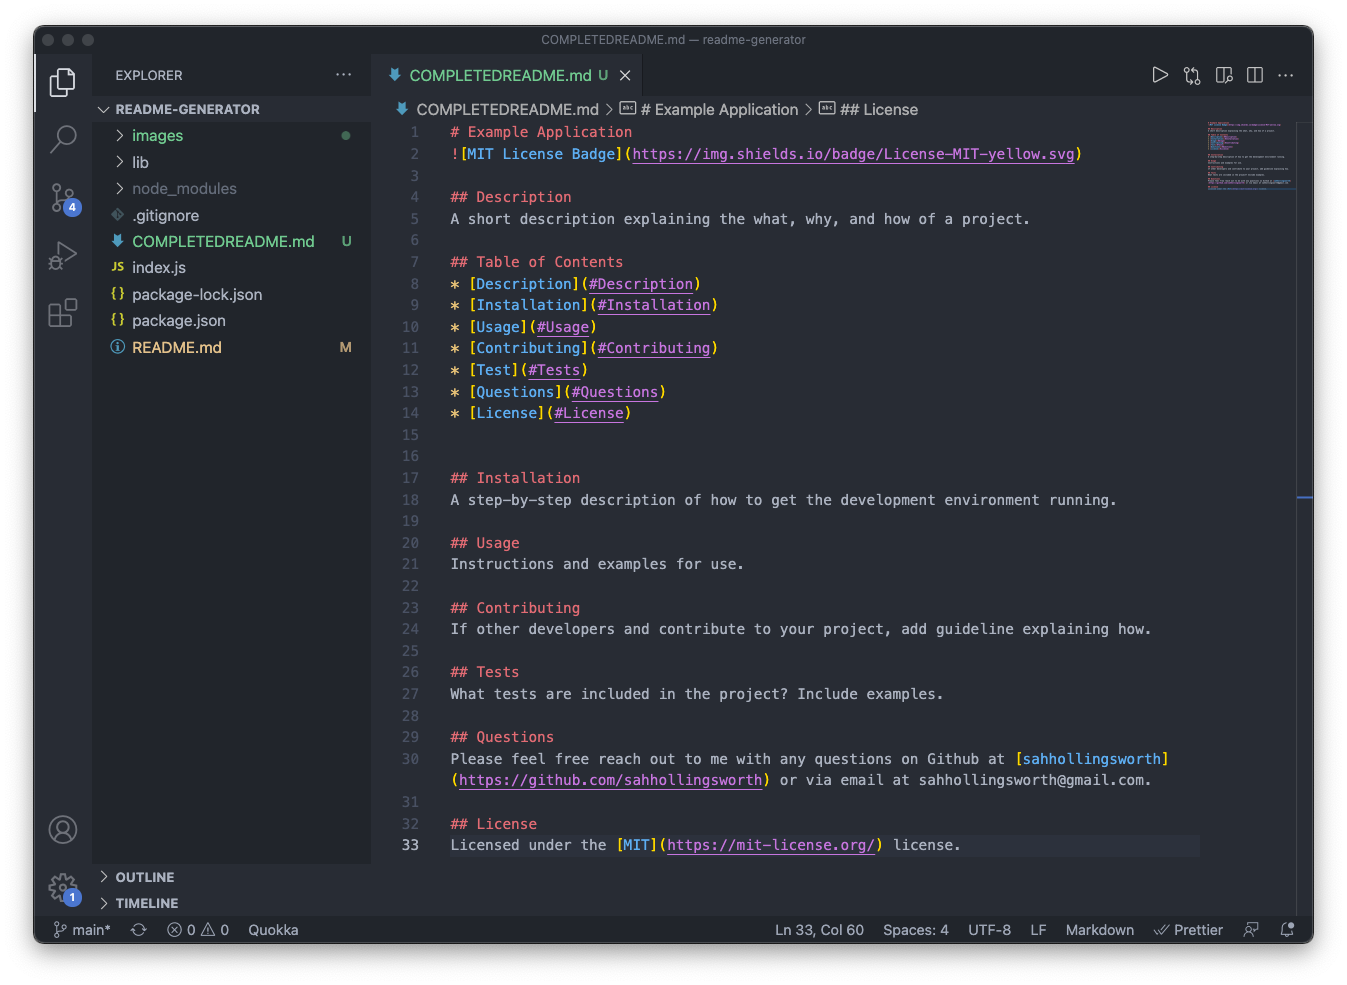 COMPLETEDREADME.md — readme-generator
EXPLORER
README-GENERATOR
images
lib
node_modules
.gitignore
COMPLETEDREADME.md U
JS index.js
{} package-lock.json
{} package.json
README.md M
OUTLINE
TIMELINE
4
1
COMPLETEDREADME.md U
COMPLETEDREADME.md > # Example Application > ## License
1 # Example Application
2 ![MIT License Badge](https://img.shields.io/badge/License-MIT-yellow.svg)
3
4 ## Description
5 A short description explaining the what, why, and how of a project.
6
7 ## Table of Contents
8 * [Description](#Description)
9 * [Installation](#Installation)
10 * [Usage](#Usage)
11 * [Contributing](#Contributing)
12 * [Test](#Tests)
13 * [Questions](#Questions)
14 * [License](#License)
15
16
17 ## Installation
18 A step-by-step description of how to get the development environment running.
19
20 ## Usage
21 Instructions and examples for use.
22
23 ## Contributing
24 If other developers and contribute to your project, add guideline explaining how.
25
26 ## Tests
27 What tests are included in the project? Include examples.
28
29 ## Questions
30 Please feel free reach out to me with any questions on Github at [sahhollingsworth]
(https://github.com/sahhollingsworth) or via email at sahhollingsworth@gmail.com.
31
32 ## License
33 Licensed under the [MIT](https://mit-license.org/) license.
main* 0 0 Quokka Ln 33, Col 60 Spaces: 4 UTF-8 LF Markdown Prettier